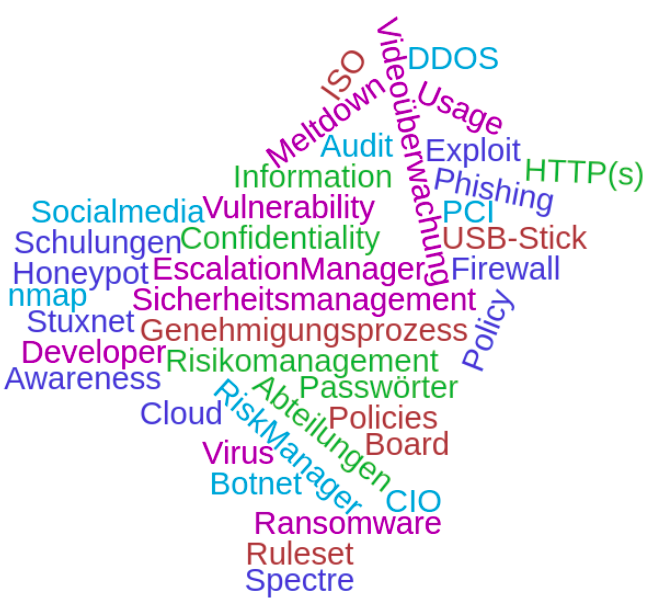 Videoüberwachung
DDOS
ISO
Meltdown
Usage
Audit
Exploit
HTTP(s)
Information
Phishing
Socialmedia
Vulnerability
PCI
Schulungen
Confidentiality
USB-Stick
Honeypot
EscalationManager
Firewall
nmap
Sicherheitsmanagement
Stuxnet
Genehmigungsprozess
Policy
Developer
Risikomanagement
Awareness
Passwörter
Cloud
RiskManager
Abteilungen
Policies
Board
Virus
Botnet
CIO
Ransomware
Ruleset
Spectre